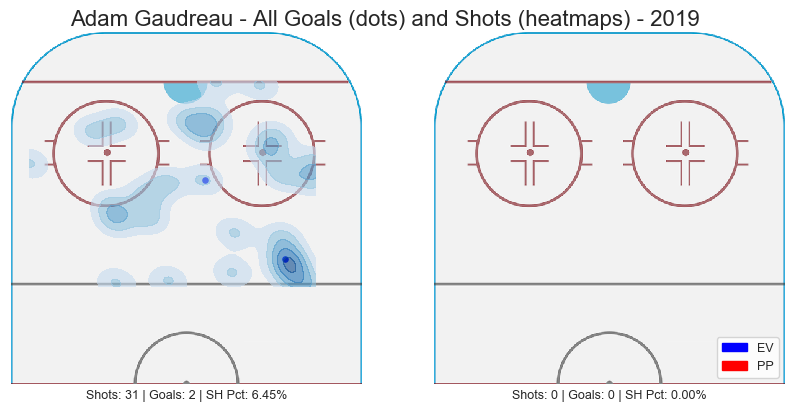 Adam Gaudreau - All Goals (dots) and Shots (heatmaps) - 2019
EV
PP
Shots: 31 | Goals: 2 | SH Pct: 6.45%
Shots: 0 | Goals: 0 | SH Pct: 0.00%